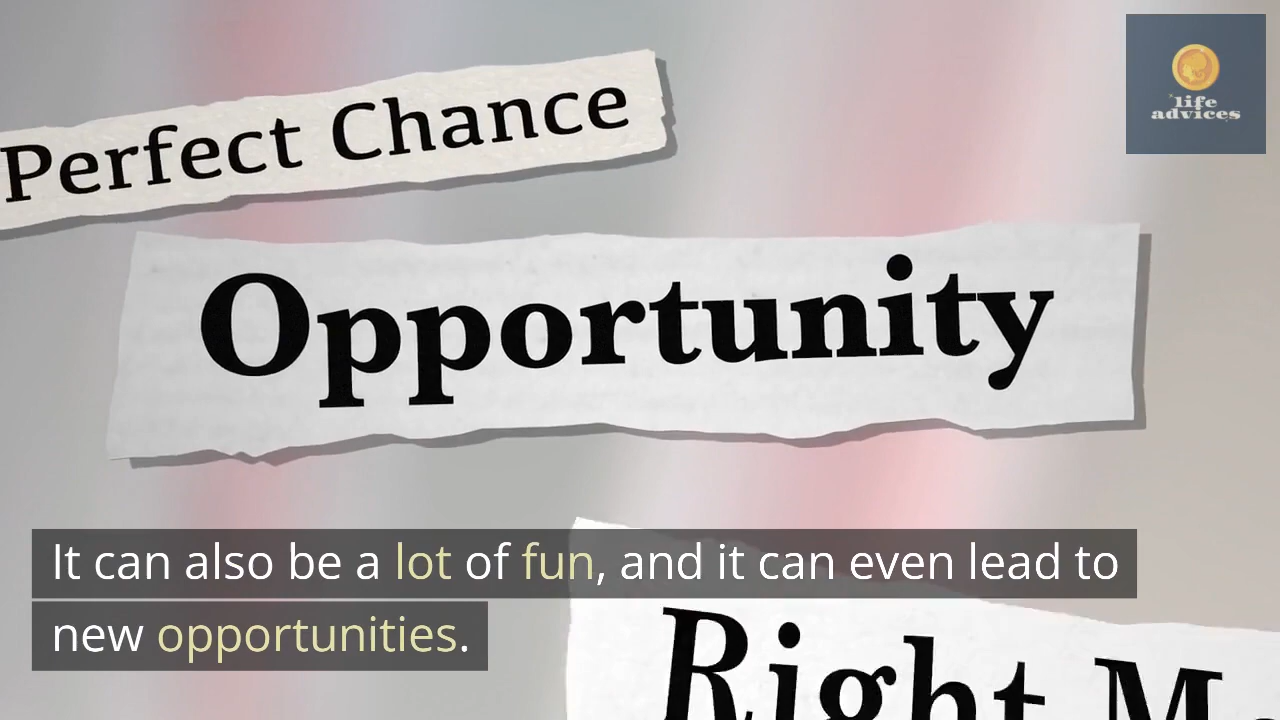 life
advices
Perfect Chance
Opportunity
It can also be a lot of fun, and it can even lead to
new opportunities.
Right